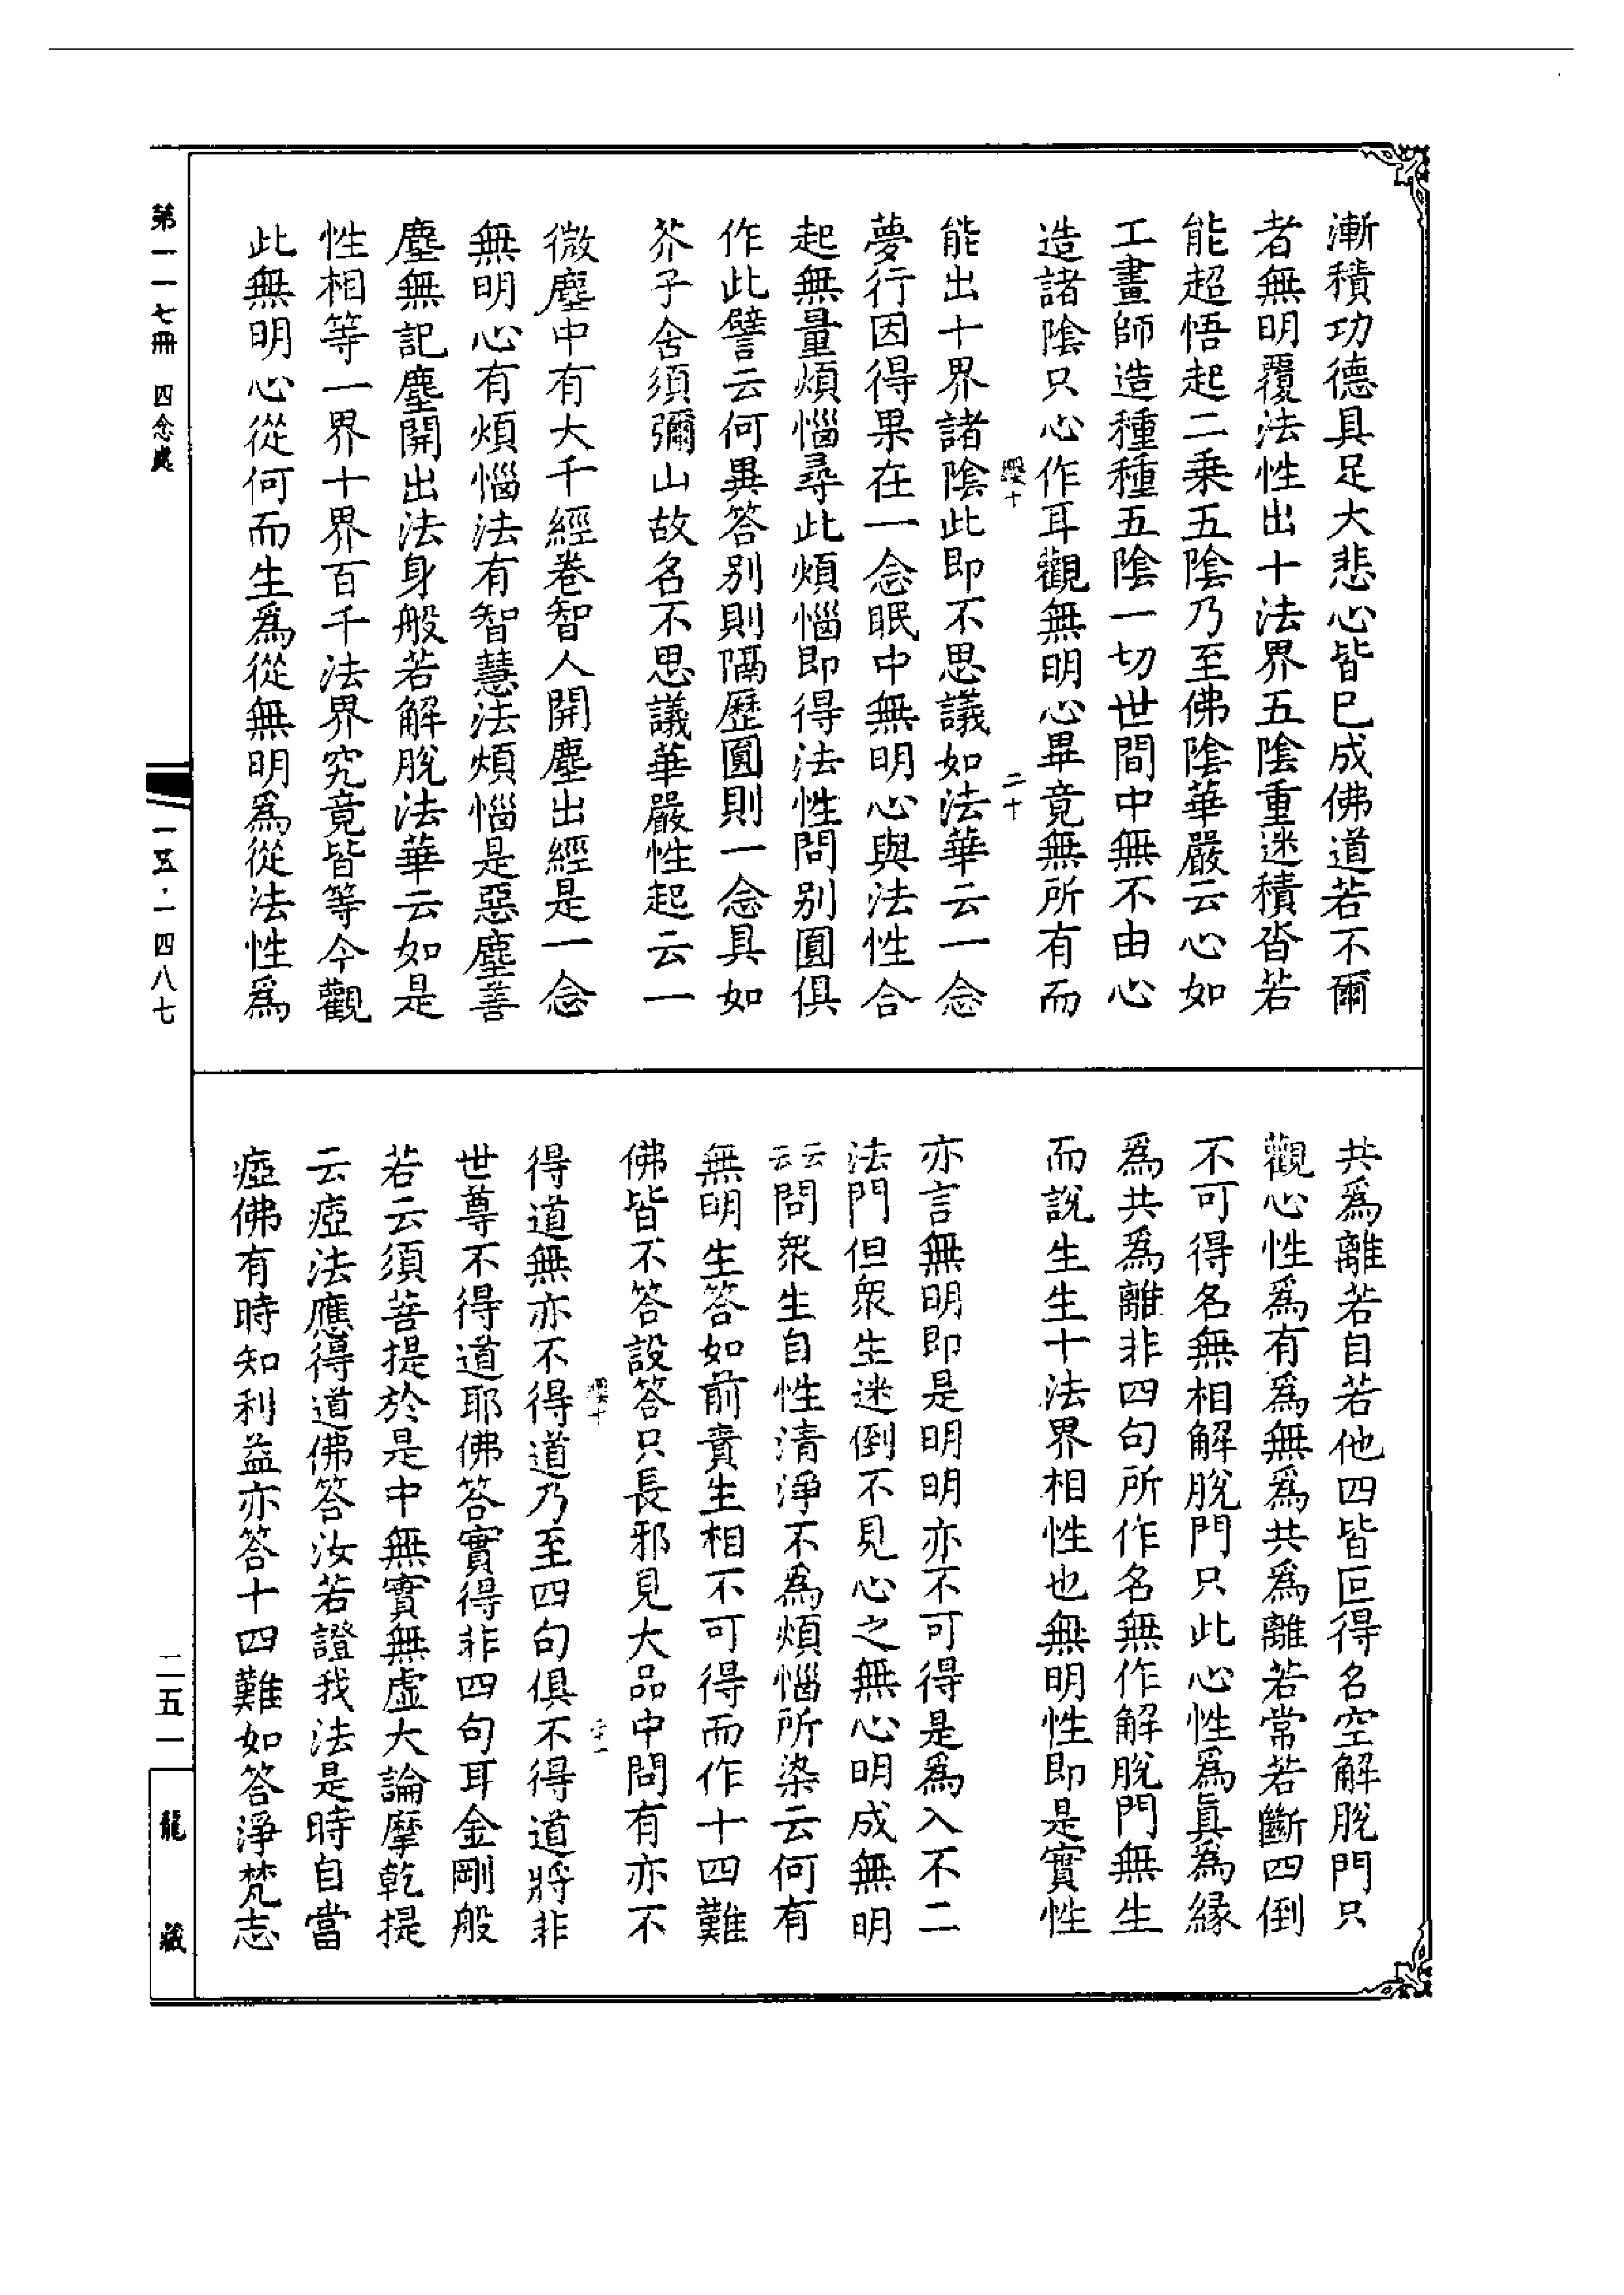 漸積功德具足大悲心皆巳成佛道若不爾
者無明覆法性出十法界五陰重迷積沓若
能超悟起二乗五陰乃至佛陰華嚴云心如
工畫師造種種五陰一切世間中無不由心
造諸陰只心作耳觀無明心畢竟無所有而
能出十界諸陰此即不思議如法華云一念
夢行因得果在一念眠中無明心與法性合
起無量煩惱尋此煩惱即得法性問别圓俱
作此譬云何異答别則隔歷圓則一念具如
芥子含須彌山故名不思議華嚴性起云一
微塵中有大千經卷智人開塵出經是一念
無明心有煩惱法有智慧法煩惱是惡塵善
塵無記塵開出法身般若解脫法華云如是
性相等一界十界百千法界究竟皆等今觀
此無明心從何而生爲從無明爲從法性爲
共爲離若自若他四皆叵得名空解脫門只
觀心性爲有爲無爲共爲離若常若斷四倒
不可得名無相解脫門只此心性爲真爲緣
爲共爲離非四句所作名無作解脫門無生
而說生生十法界相性也無明性即是實性
亦言無明即是明明亦不可得是爲入不二
法門但衆生迷倒不見心之無心明成無明
云云問衆生自性清淨不爲煩惱所染云何有
無明生答如前責生相不可得而作十四難
佛皆不答設答只長邪見大品中問有亦不
得道無亦不得道乃至四句俱不得道將非
世尊不得道耶佛答實得非四句耳金剛般
若云須菩提於是中無實無虛大論摩乾提
云瘂法應得道佛答汝若證我法是時自當
瘂佛有時知利益亦答十四難如答淨梵志
第一一七冊 四念處
一五·一四八七
二五一
龍藏
二十